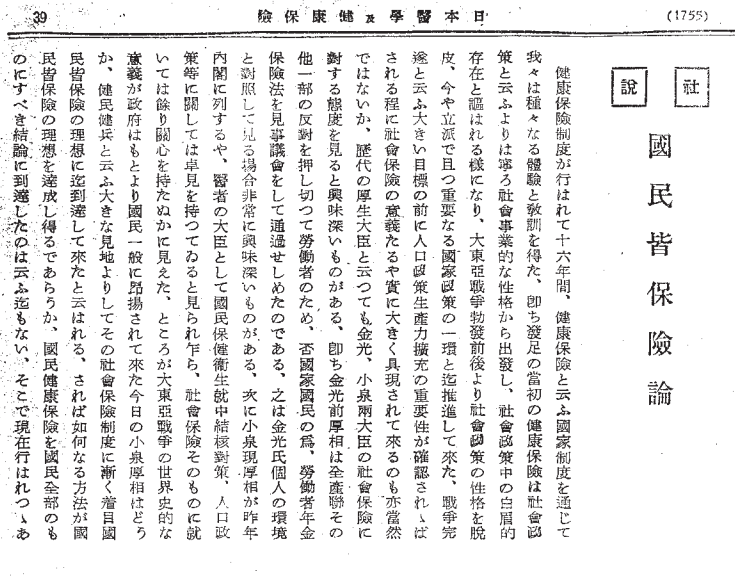 39
險保康健及學醫本日
(1755)
社
說
國民皆保險論
健康保險制度が行はれて十六年間、健康保險と云ふ國家制度を通じて
我々は種々なる體驗と敎訓を得た、卽ち發足の當初の健康保險は社會政
策と云ふよりは寧ろ社會事業的な性格から出發し、社會政策中の白眉的
存在と謳はれる樣になり、大東亞戰爭勃發前後より社會政策の性格を脫
皮、今や立派で且つ重要なる國家政策の一環と迄推進して來た、戰爭完
遂と云ふ大きい目標の前に人口政策生產力擴充の重要性が確認されゝば
される程に社會保險の意義たるや實に大きく具現されて來るのも亦當然
ではないか、歷代の厚生大臣と云つても金光、小泉兩大臣の社會保險に
對する態度を見ると興味深いものがある、卽ち金光前厚相は全產聯その
他一部の反對を押し切つて勞働者のため、否國家國民の爲、勞働者年金
保險法を見事議會をして通過せしめたのである、之は金光氏個人の環境
と對照して見る場合非常に興味深いものがある、次に小泉現厚相が昨年
內閣に列するや、醫者の大臣として國民保健衞生就中結核對策、人口政
策等に關しては卓見を持つてゐると見られ乍ら、社會保險そのものに就
いては餘り關心を持たぬかに見えた、ところが大東亞戰爭の世界史的な
意義が政府はもとより國民一般に昂揚されて來た今日の小泉厚相はどう
か、健民健兵と云ふ大きな見地よりしてその社會保險制度に漸く着目國
民皆保險の理想に迄到達して來たと云はれる、されば如何なる方法が國
民皆保險の理想を達成し得るであらうか、國民健康保險を國民全部のも
のにすべき結論に到達したのは云ふ迄もない、そこで現在行はれつゝあ